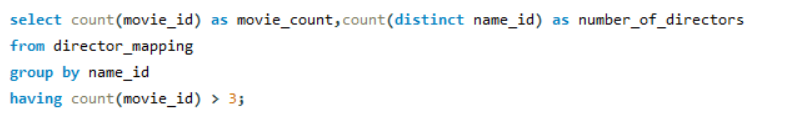 select count(movie_id) as movie_count,count(distinct name_id) as number_of_directors
from director_mapping
group by name_id
having count(movie_id) > 3;